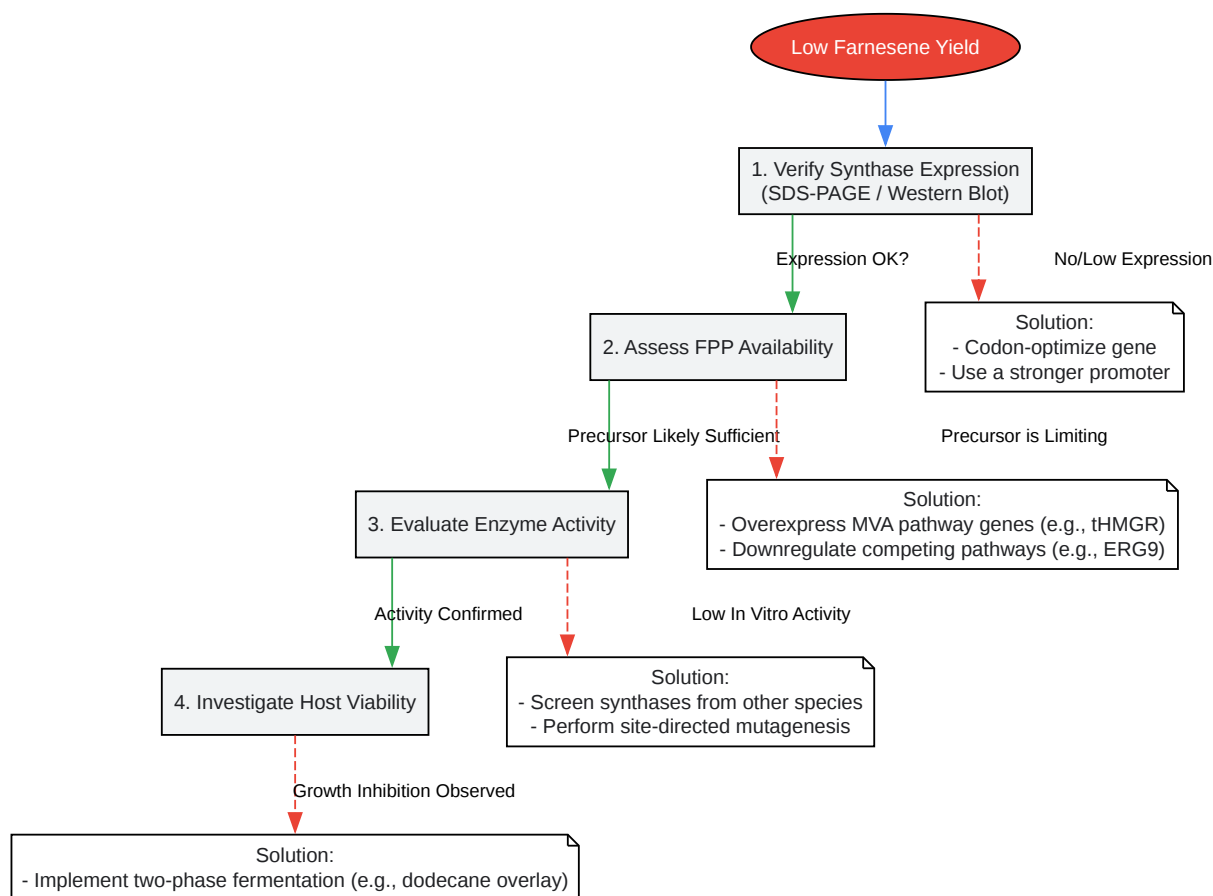 Low Farnesene Yield
1. Verify Synthase Expression
(SDS-PAGE / Western Blot)
Expression OK?
No/Low Expression
Solution:
- Codon-optimize gene
- Use a stronger promoter
2. Assess FPP Availability
Precursor Likely Sufficient
Precursor is Limiting
Solution:
- Overexpress MVA pathway genes (e.g., tHMGR)
- Downregulate competing pathways (e.g., ERG9)
3. Evaluate Enzyme Activity
Activity Confirmed
Low In Vitro Activity
Solution:
- Screen synthases from other species
- Perform site-directed mutagenesis
4. Investigate Host Viability
Growth Inhibition Observed
Solution:
- Implement two-phase fermentation (e.g., dodecane overlay)